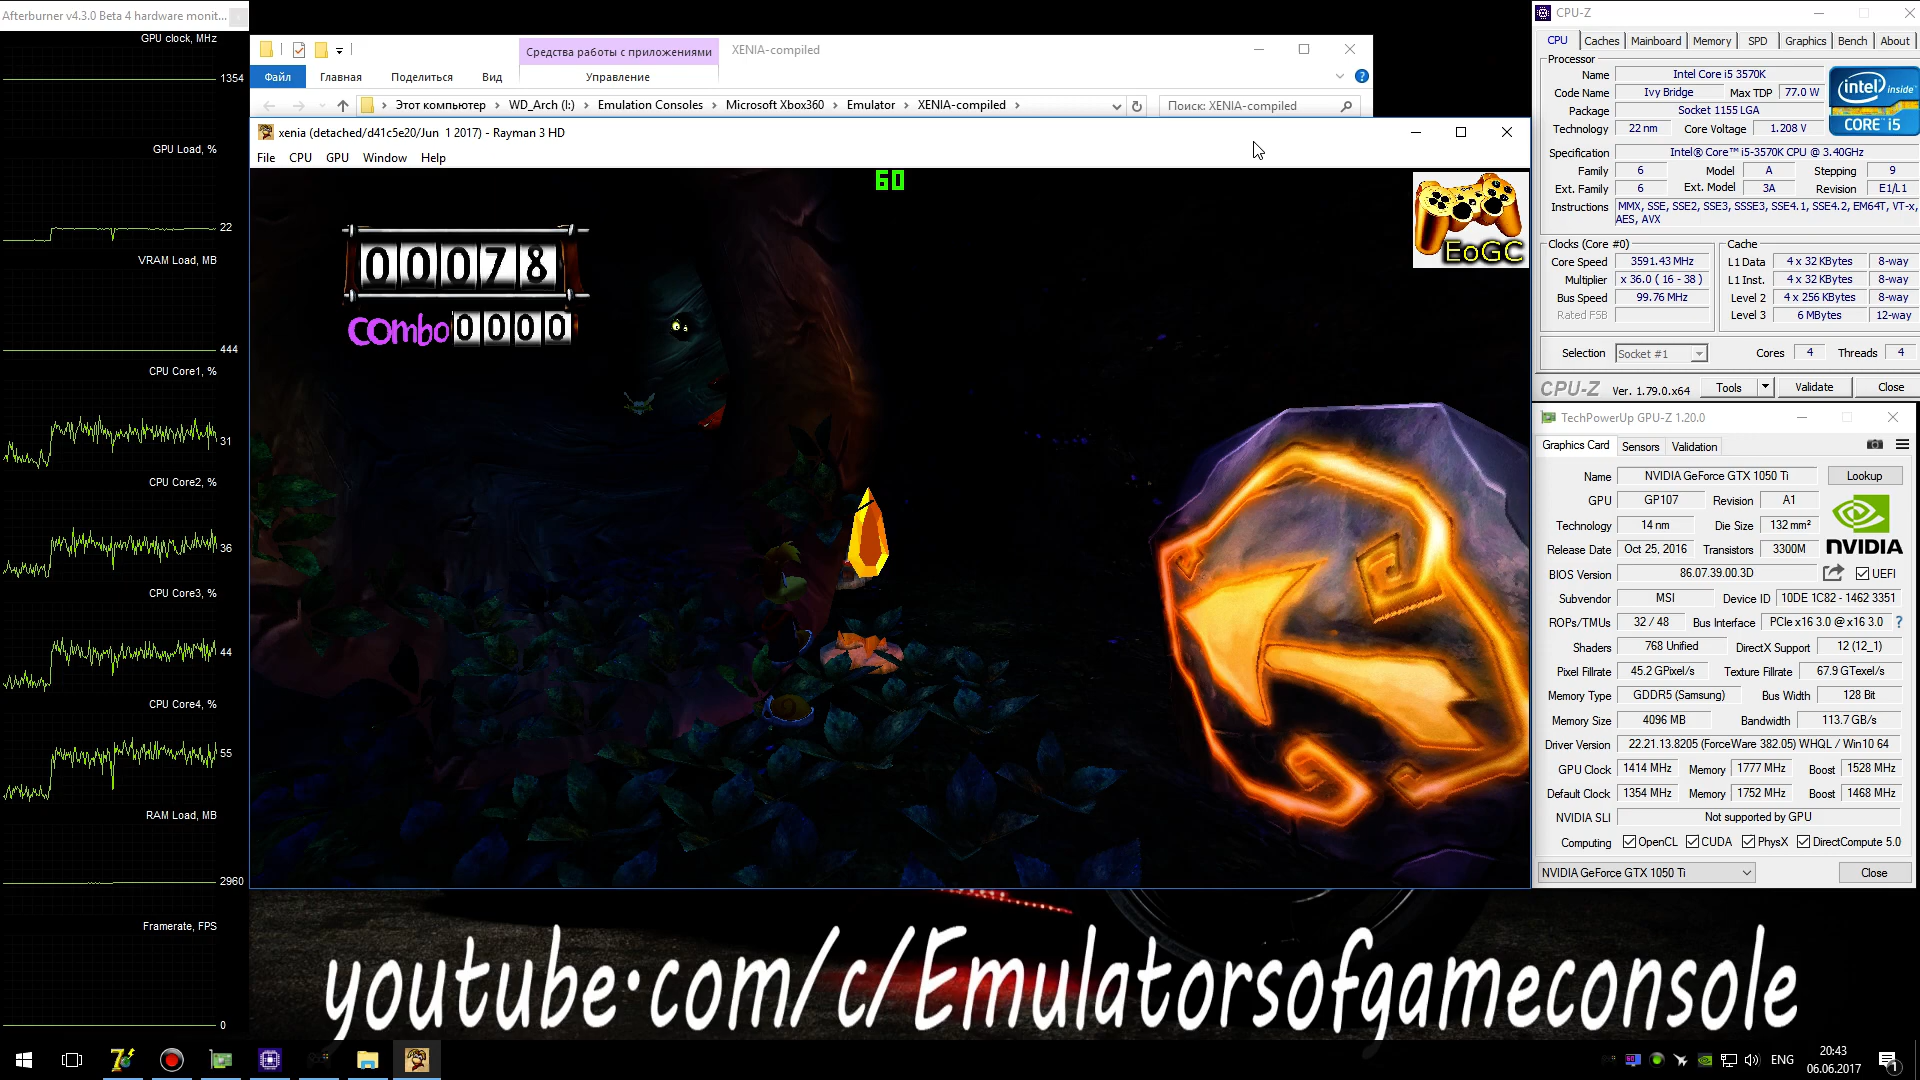 Afterburner v4.3.0 Beta 4 hardware monit...
GPU clock, MHz
1354
GPU Load, %
22
VRAM Load, MB
444
CPU Core1, %
31
CPU Core2, %
36
CPU Core3, %
44
CPU Core4, %
55
RAM Load, MB
2960
Framerate, FPS
0
Средства работы с приложениями XENIA-compiled
Файл Главная Поделиться Вид Управление
Этот компьютер WD_Arch (I:) Emulation Consoles Microsoft Xbox360 Emulator XENIA-compiled
Поиск: XENIA-compiled
xenia (detached/d41c5e20/Jun 1 2017) - Rayman 3 HD
File CPU GPU Window Help
60
00078
combo 0000
EoGC
CPU-Z
CPU Caches Mainboard Memory SPD Graphics Bench About
Processor
Name Intel Core i5 3570K
Code Name Ivy Bridge Max TDP 77.0 W
Package Socket 1155 LGA
Technology 22 nm Core Voltage 1.208 V
intel inside™
CORE i5
Specification Intel® Core™ i5-3570K CPU @ 3.40GHz
Family 6 Model A Stepping 9
Ext. Family 6 Ext. Model 3A Revision E1/L1
Instructions MMX, SSE, SSE2, SSE3, SSSE3, SSE4.1, SSE4.2, EM64T, VT-x,
AES, AVX
Clocks (Core #0) Cache
Core Speed 3591.43 MHz L1 Data 4 x 32 KBytes 8-way
Multiplier x 36.0 ( 16 - 38 ) L1 Inst. 4 x 32 KBytes 8-way
Bus Speed 99.76 MHz Level 2 4 x 256 KBytes 8-way
Rated FSB Level 3 6 MBytes 12-way
Selection Socket #1 Cores 4 Threads 4
CPU-Z Ver. 1.79.0.x64 Tools Validate Close
TechPowerUp GPU-Z 1.20.0
Graphics Card Sensors Validation
Name NVIDIA GeForce GTX 1050 Ti Lookup
GPU GP107 Revision A1
Technology 14 nm Die Size 132 mm²
Release Date Oct 25, 2016 Transistors 3300M
NVIDIA
BIOS Version 86.07.39.00.3D UEFI
Subvendor MSI Device ID 10DE 1C82 - 1462 3351
ROPs/TMUs 32 / 48 Bus Interface PCIe x16 3.0 @ x16 3.0 ?
Shaders 768 Unified DirectX Support 12 (12_1)
Pixel Fillrate 45.2 GPixel/s Texture Fillrate 67.9 GTexel/s
Memory Type GDDR5 (Samsung) Bus Width 128 Bit
Memory Size 4096 MB Bandwidth 113.7 GB/s
Driver Version 22.21.13.8205 (ForceWare 382.05) WHQL / Win10 64
GPU Clock 1414 MHz Memory 1777 MHz Boost 1528 MHz
Default Clock 1354 MHz Memory 1752 MHz Boost 1468 MHz
NVIDIA SLI Not supported by GPU
Computing OpenCL CUDA PhysX DirectCompute 5.0
NVIDIA GeForce GTX 1050 Ti Close
youtube.com/c/Emulatorsofgameconsole
ENG
20:43
06.06.2017
1